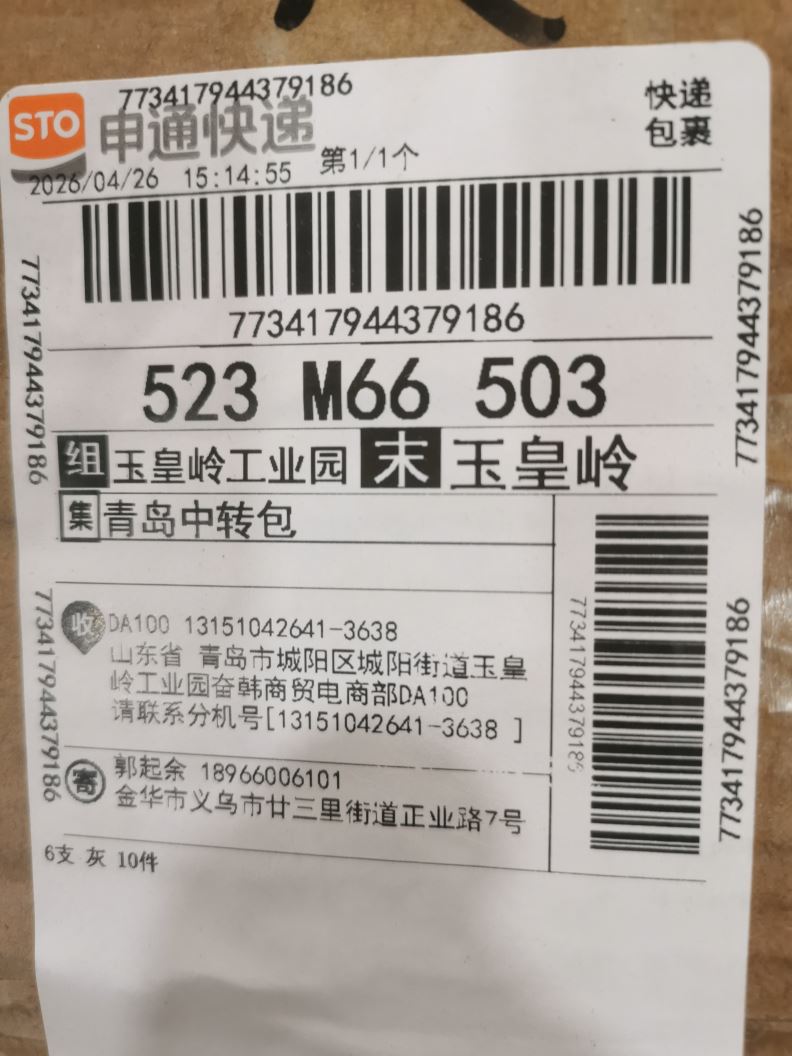 773417944379186
STO 申通快递
快递
包裹
2026/04/26 15:14:55 第1/1个
773417944379186
523 M66 503
组 玉皇岭工业园 末 玉皇岭
集 青岛中转包
收 DA100 13151042641-3638
山东省 青岛市城阳区城阳街道玉皇
岭工业园奋韩商贸电商部DA100
请联系分机号[13151042641-3638 ]
寄 郭起余 18966006101
金华市义乌市廿三里街道正业路7号
6支 灰 10件
773417944379186
773417944379186
773417944379186
773417944379186
773417944379186